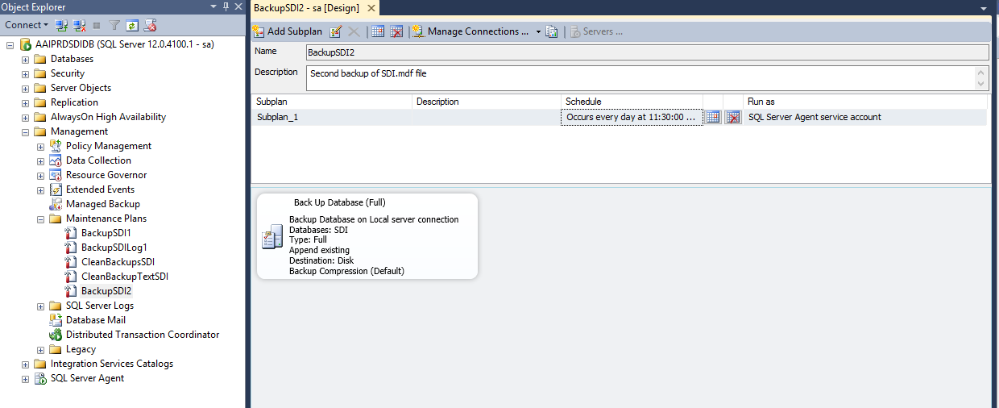 Object Explorer
Connect
AAIPRDSDIDB (SQL Server 12.0.4100.1 - sa)
Databases
Security
Server Objects
Replication
AlwaysOn High Availability
Management
Policy Management
Data Collection
Resource Governor
Extended Events
Managed Backup
Maintenance Plans
BackupSDI1
BackupSDILog1
CleanBackupsSDI
CleanBackupTextSDI
BackupSDI2
SQL Server Logs
Database Mail
Distributed Transaction Coordinator
Legacy
Integration Services Catalogs
SQL Server Agent
BackupSDI2 - sa [Design]
Add Subplan Manage Connections ... Servers ...
Name BackupSDI2
Description Second backup of SDI.mdf file
Subplan Description Schedule Run as
Subplan_1 Occurs every day at 11:30:00 ... SQL Server Agent service account
Back Up Database (Full)
Backup Database on Local server connection
Databases: SDI
Type: Full
Append existing
Destination: Disk
Backup Compression (Default)